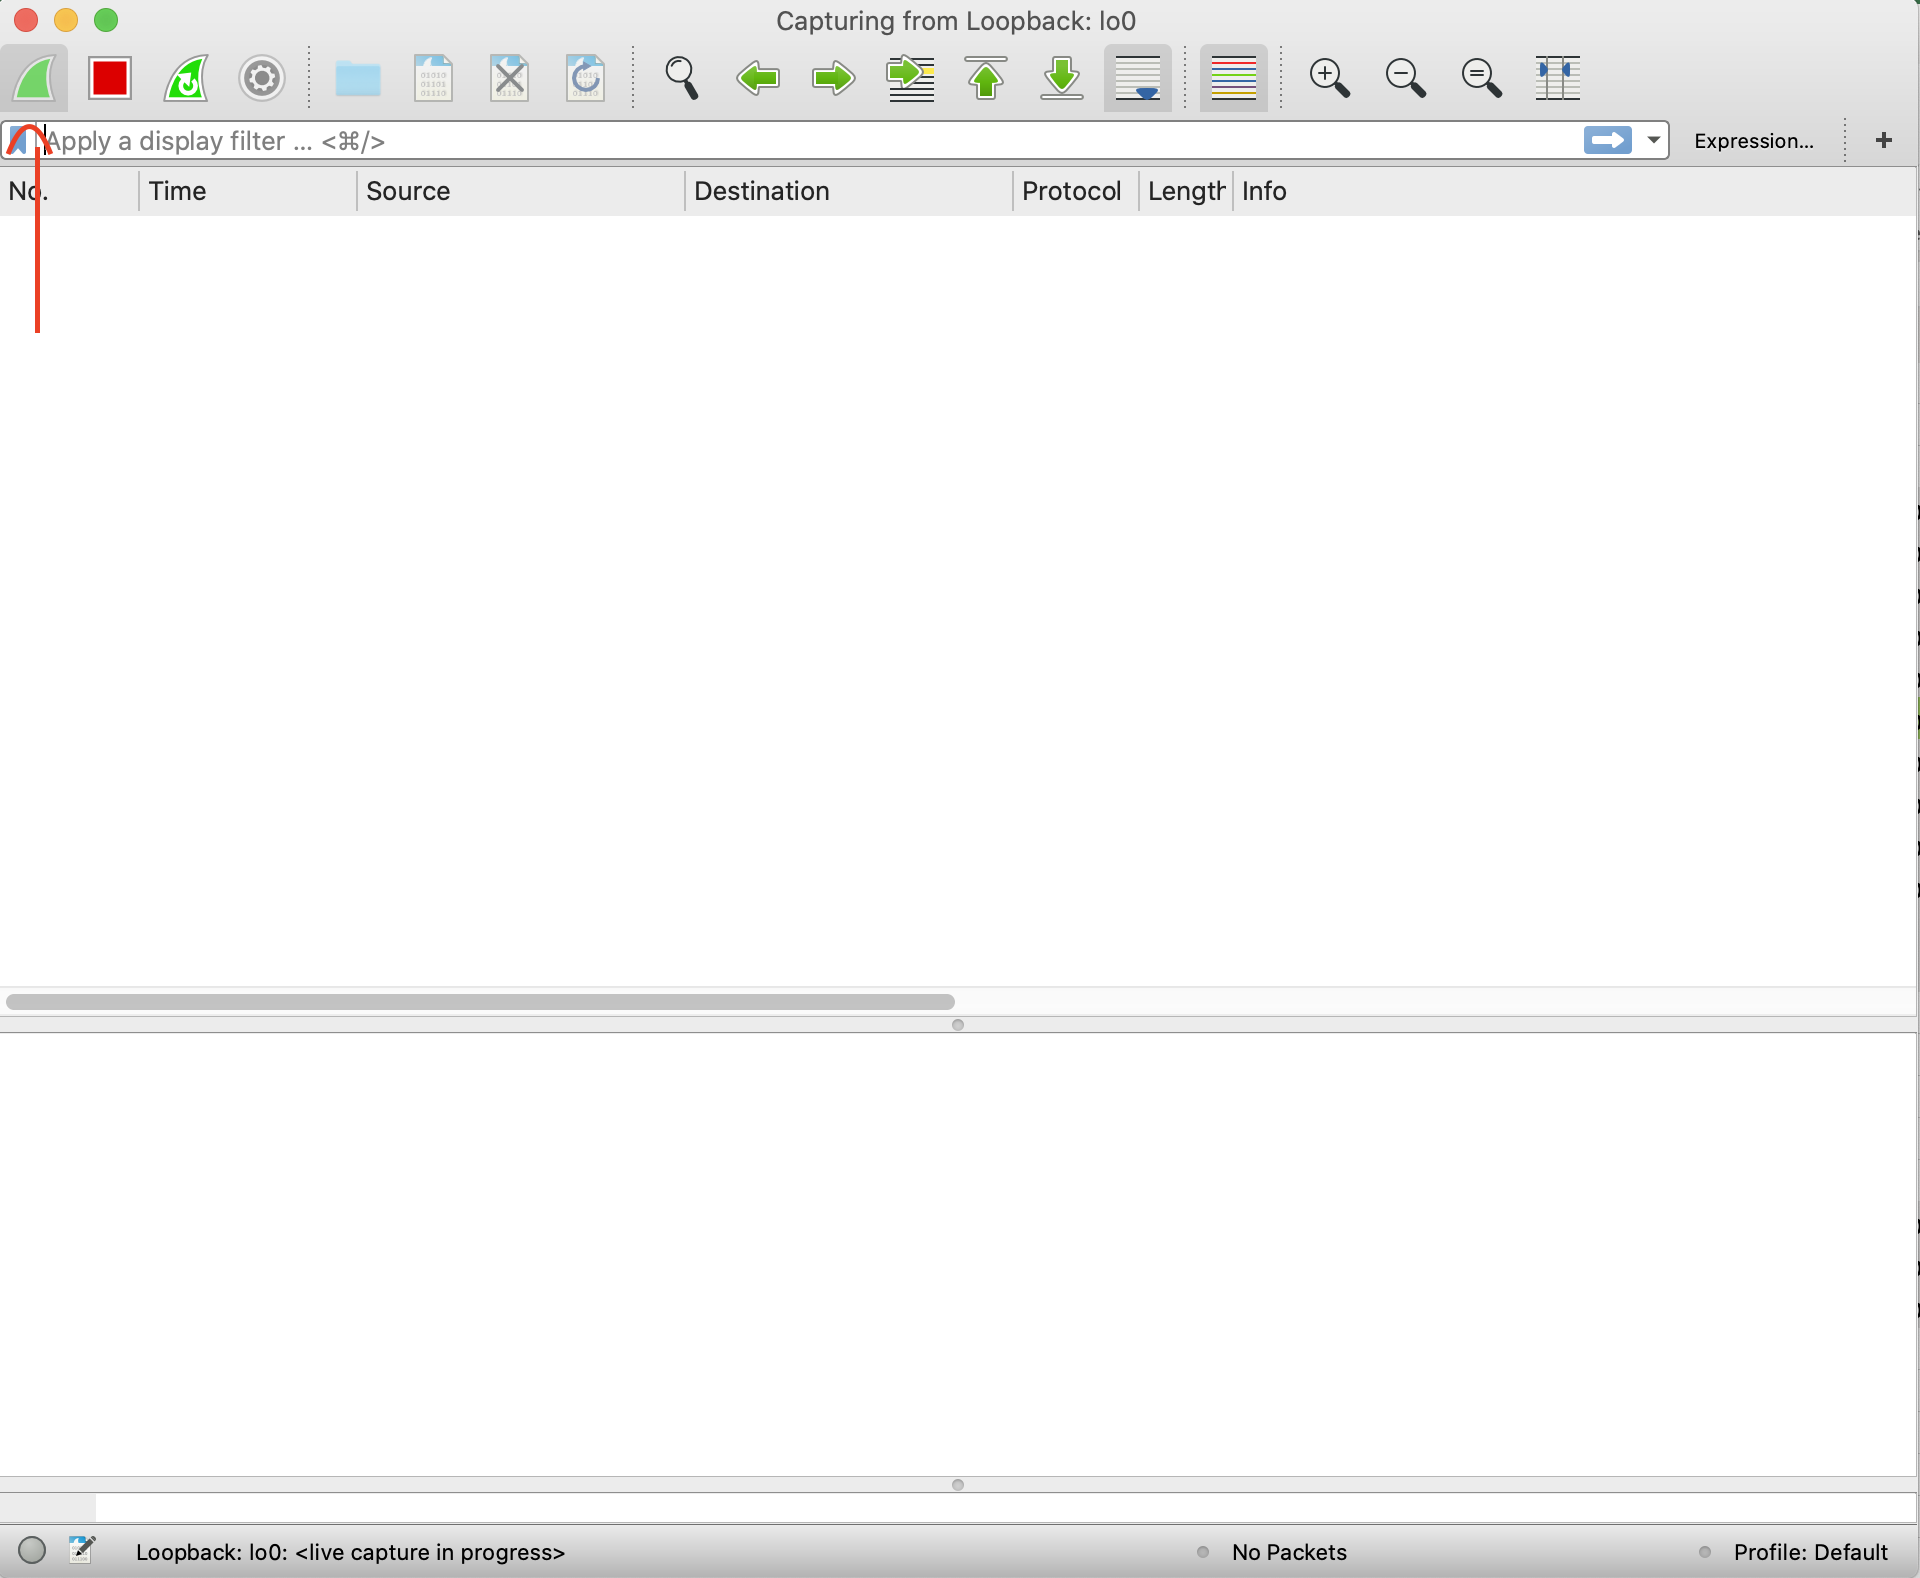 Capturing from Loopback: lo0
Apply a display filter ... <⌘/>
Expression...
+
No. Time Source Destination Protocol Length Info
Loopback: lo0: <live capture in progress> No Packets Profile: Default